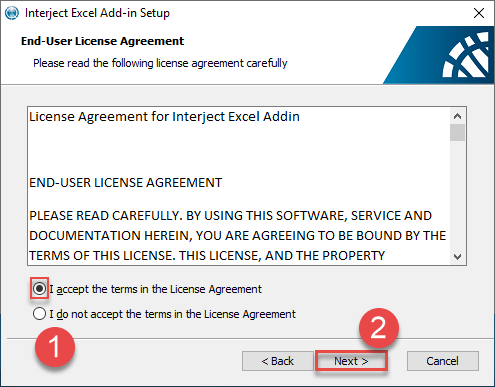 Interject Excel Add-in Setup
End-User License Agreement
Please read the following license agreement carefully
License Agreement for Interject Excel Addin
END-USER LICENSE AGREEMENT
PLEASE READ CAREFULLY. BY USING THIS SOFTWARE, SERVICE AND
DOCUMENTATION HEREIN, YOU ARE AGREEING TO BE BOUND BY THE
TERMS OF THIS LICENSE. THIS LICENSE, AND THE PROPERTY
I accept the terms in the License Agreement
I do not accept the terms in the License Agreement
1
2
< Back Next > Cancel